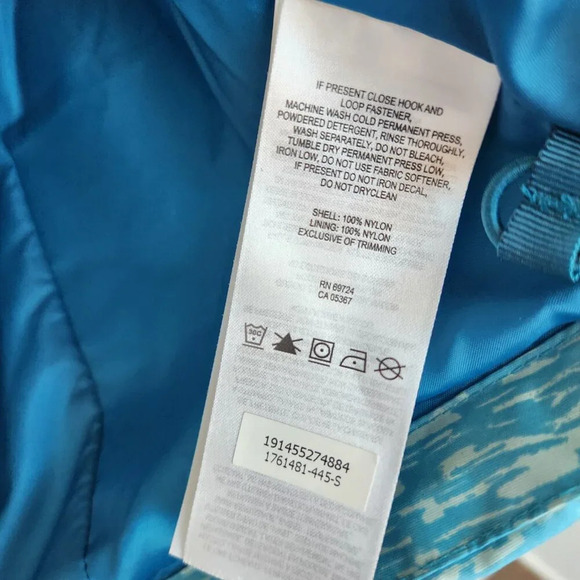 IF PRESENT CLOSE HOOK AND
LOOP FASTENER,
MACHINE WASH COLD PERMANENT PRESS,
POWDERED DETERGENT, RINSE THOROUGHLY,
WASH SEPARATELY, DO NOT BLEACH,
TUMBLE DRY PERMANENT PRESS LOW,
IRON LOW, DO NOT USE FABRIC SOFTENER,
IF PRESENT DO NOT IRON DECAL,
DO NOT DRYCLEAN
SHELL: 100% NYLON
LINING: 100% NYLON
EXCLUSIVE OF TRIMMING
RN 69724
CA 05367
30C
191455274884
1761481-445-S